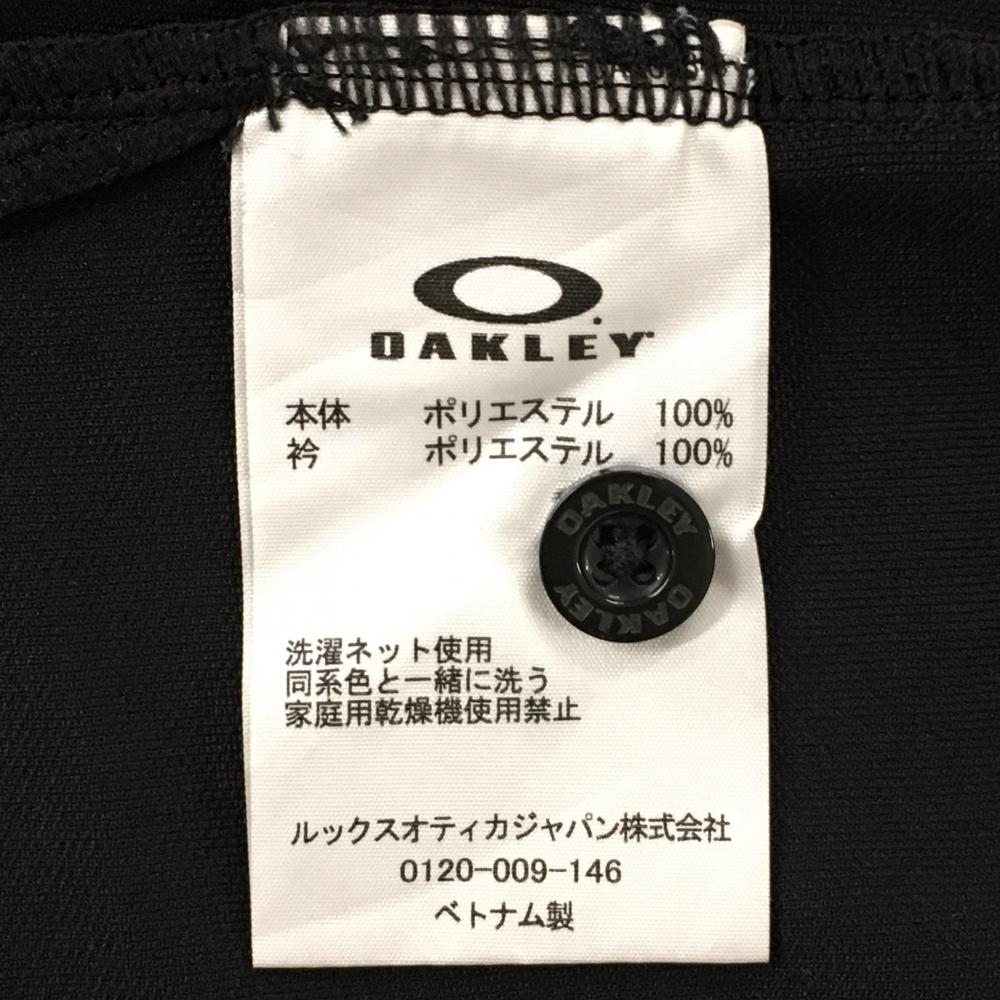 OAKLEY
本体 ポリエステル 100%
衿 ポリエステル 100%
OAKLEY
OAKLEY
OAKLEY
洗濯ネット使用
同系色と一緒に洗う
家庭用乾燥機使用禁止
ルックスオティカジャパン株式会社
0120-009-146
ベトナム製